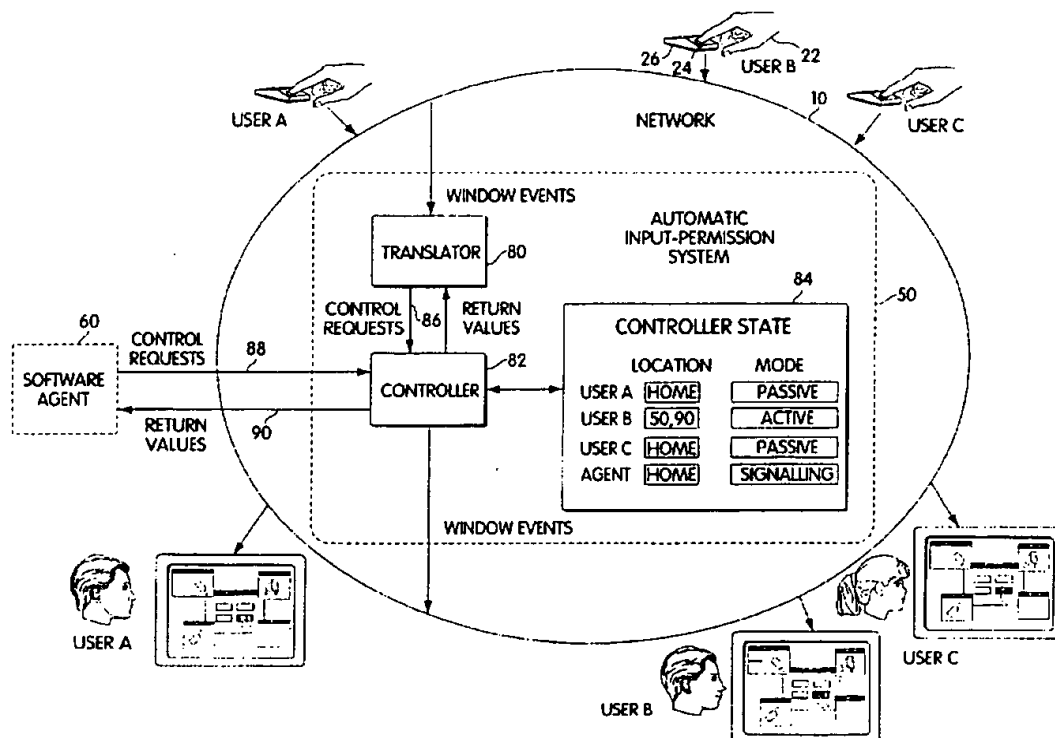 26
24
22
USER B
USER A
10
NETWORK
USER C
WINDOW EVENTS
AUTOMATIC
INPUT-PERMISSION
SYSTEM
TRANSLATOR
80
84
50
CONTROL
REQUESTS
86
RETURN
VALUES
CONTROLLER STATE
60
CONTROL
REQUESTS
88
82
LOCATION MODE
SOFTWARE
AGENT
CONTROLLER
USER A HOME PASSIVE
USER B 50,90 ACTIVE
RETURN
VALUES
90
USER C HOME PASSIVE
AGENT HOME SIGNALLING
WINDOW EVENTS
USER A
USER C
USER B